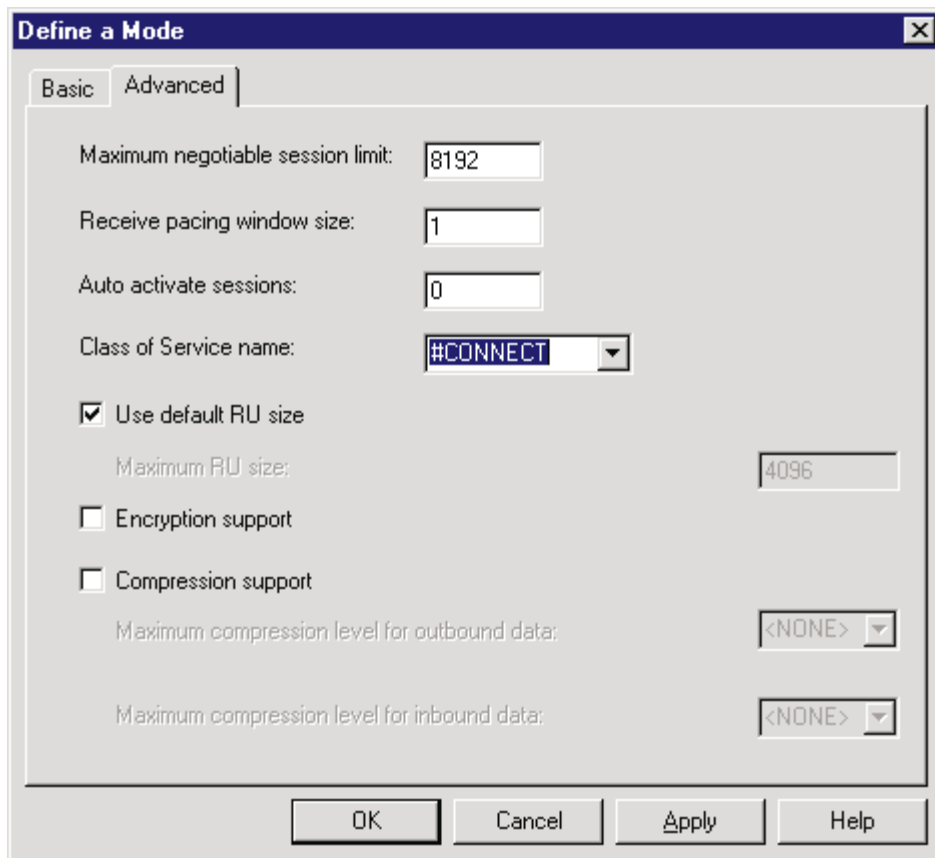 Define a Mode
Basic Advanced
Maximum negotiable session limit: 8192
Receive pacing window size: 1
Auto activate sessions: 0
Class of Service name: #CONNECT
Use default RU size
Maximum RU size: 4096
Encryption support
Compression support
Maximum compression level for outbound data: <NONE>
Maximum compression level for inbound data: <NONE>
OK Cancel Apply Help